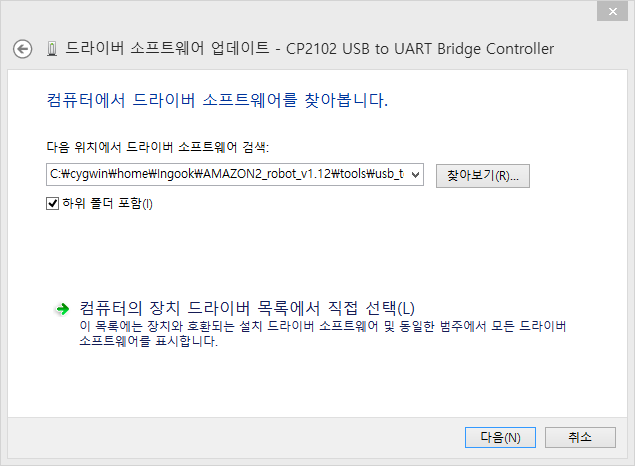 드라이버 소프트웨어 업데이트 - CP2102 USB to UART Bridge Controller
컴퓨터에서 드라이버 소프트웨어를 찾아봅니다.
다음 위치에서 드라이버 소프트웨어 검색:
C:₩cygwin₩home₩Ingook₩AMAZON2_robot_v1.12₩tools₩usb_t
찾아보기(R)...
하위 폴더 포함(I)
컴퓨터의 장치 드라이버 목록에서 직접 선택(L)
이 목록에는 장치와 호환되는 설치 드라이버 소프트웨어 및 동일한 범주에서 모든 드라이버
소프트웨어를 표시합니다.
다음(N)
취소